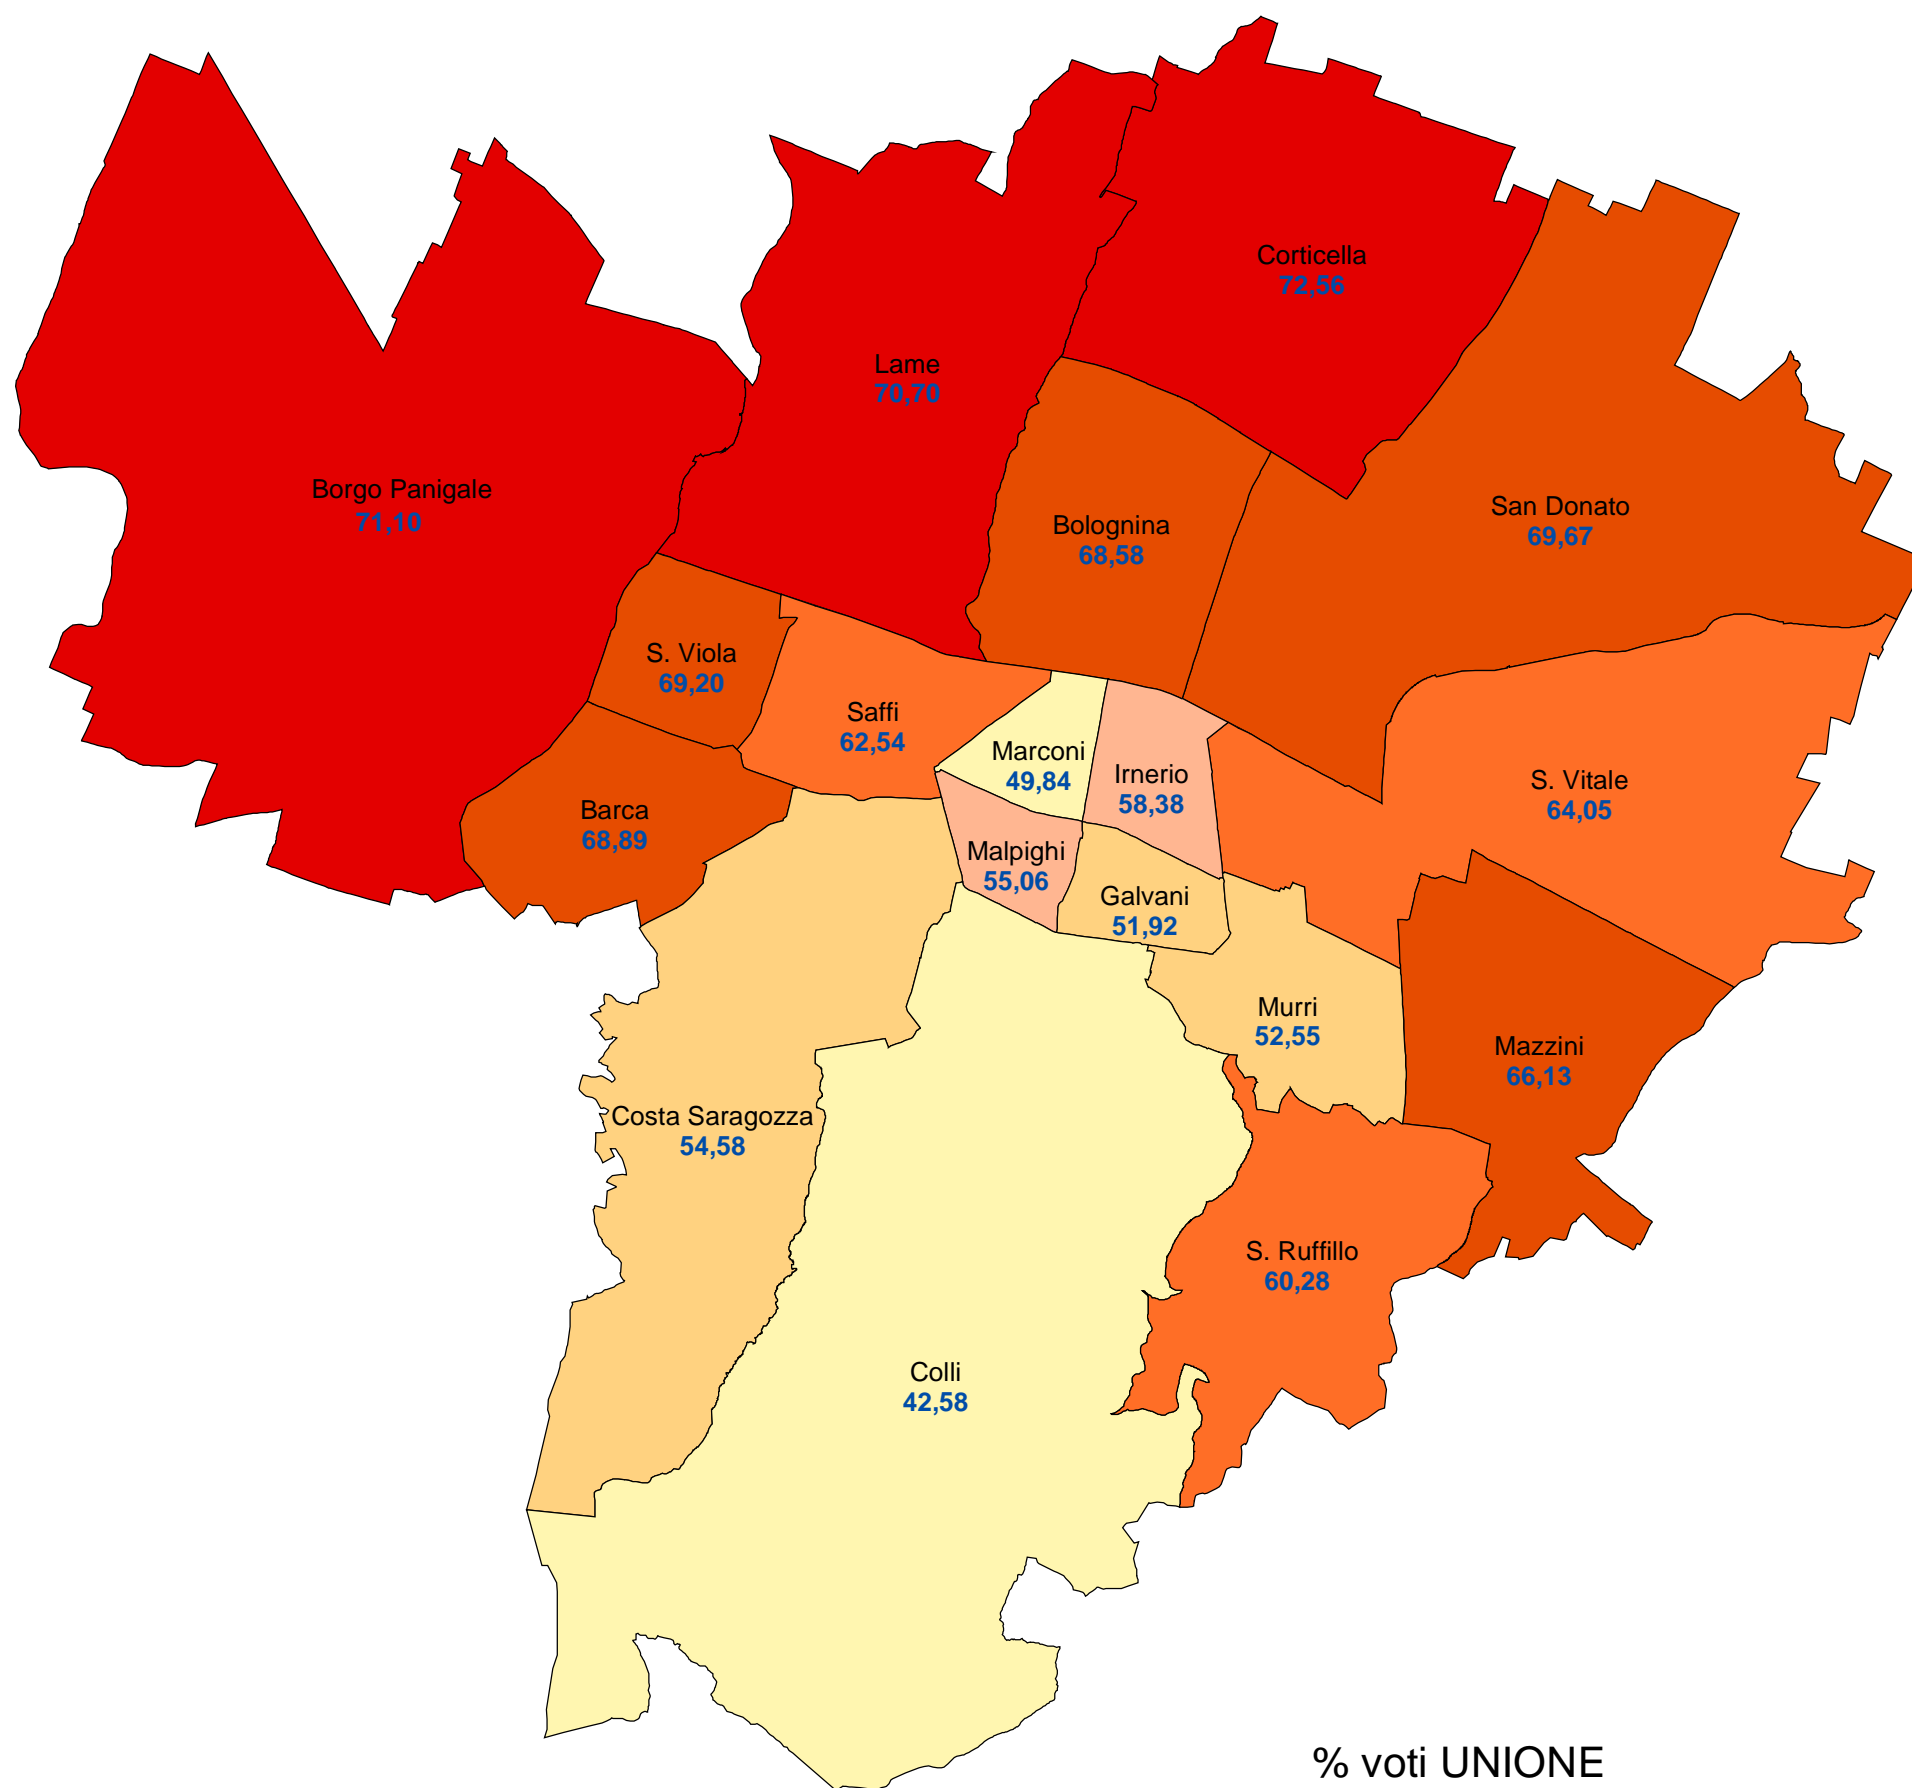 Corticella
72,56
Lame
70,70
Borgo Panigale
71,10
San Donato
69,67
Bolognina
68,58
S. Viola
69,20
Saffi
62,54
Marconi
49,84
Irnerio
58,38
S. Vitale
64,05
Barca
68,89
Malpighi
55,06
Galvani
51,92
Murri
52,55
Mazzini
66,13
Costa Saragozza
54,58
S. Ruffillo
60,28
Colli
42,58
% voti UNIONE